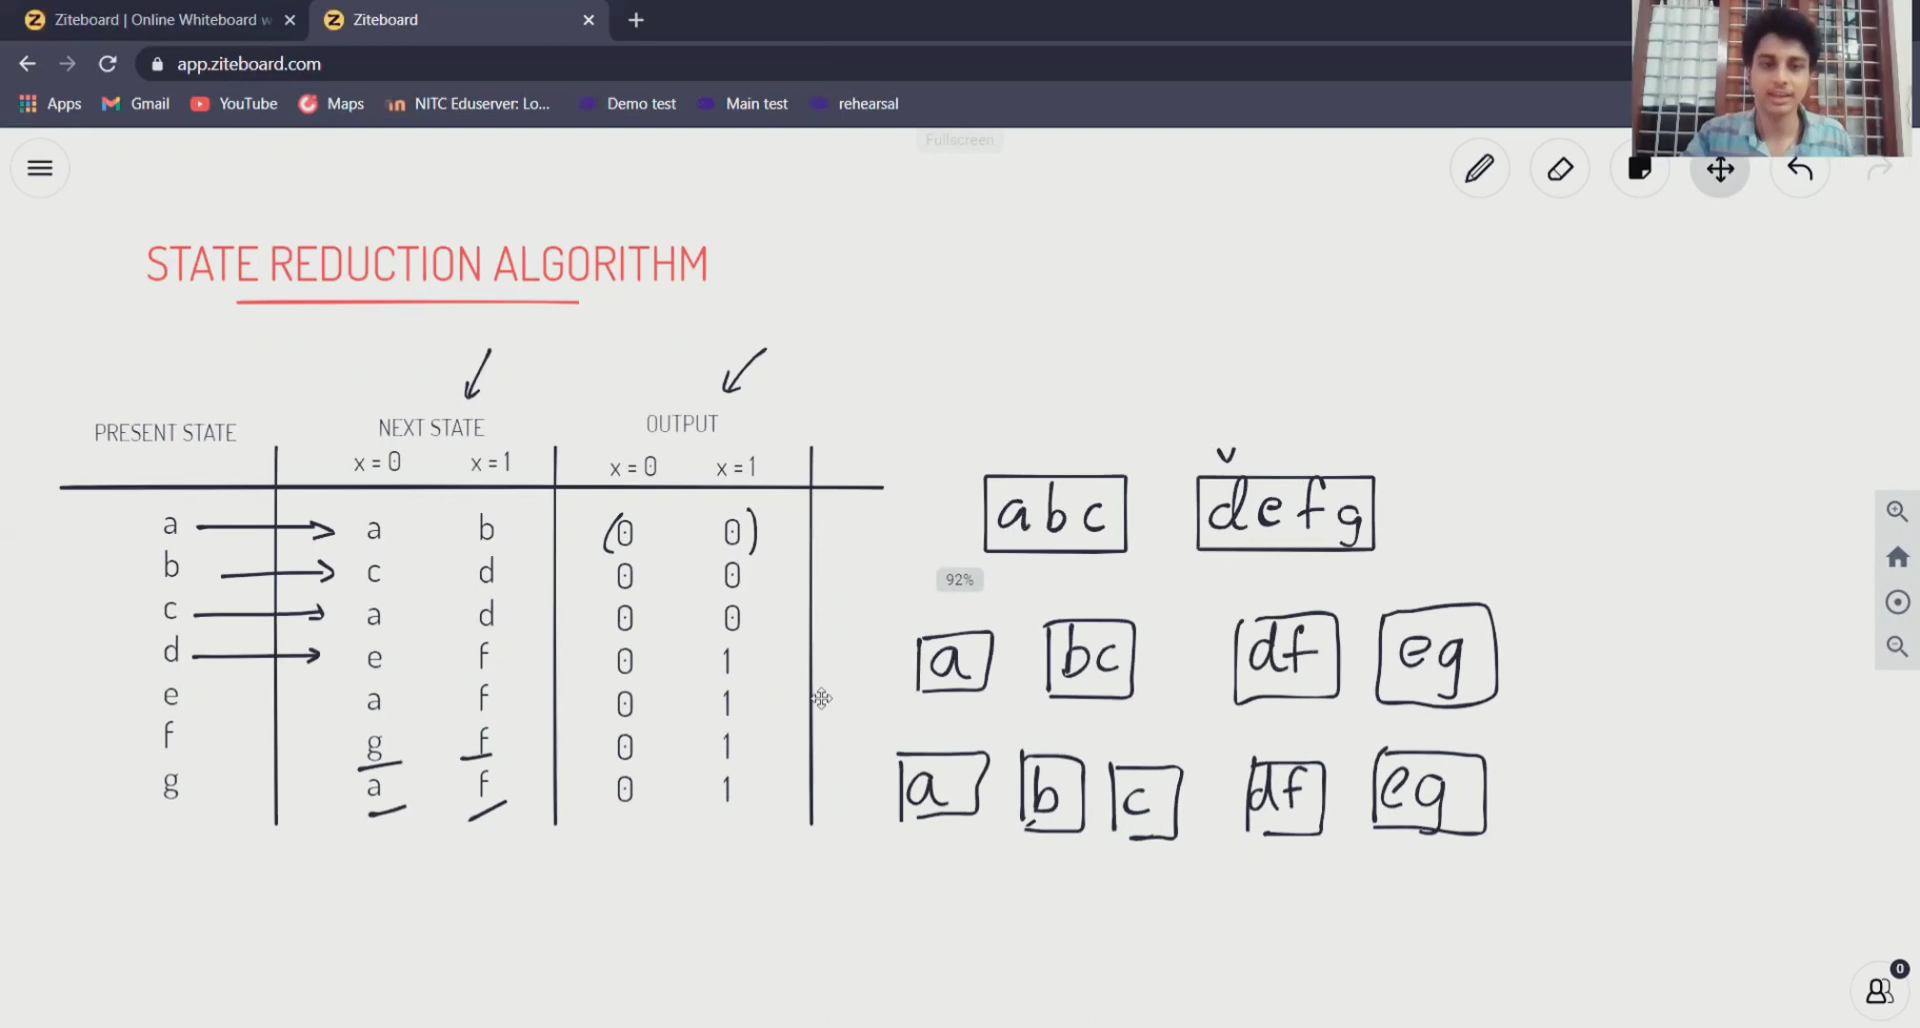 Ziteboard | Online Whiteboard w
Ziteboard
app.ziteboard.com
Apps Gmail YouTube Maps NITC Eduserver: Lo... Demo test Main test rehearsal
Fullscreen
STATE REDUCTION ALGORITHM
PRESENT STATE NEXT STATE OUTPUT
x = 0 x = 1 x = 0 x = 1
a a b (0 0)
b c d 0 0
c a d 0 0
d e f 0 1
e a f 0 1
f g f 0 1
g a f 0 1
v
abc defg
92%
a bc df eg
a b c df eg
0